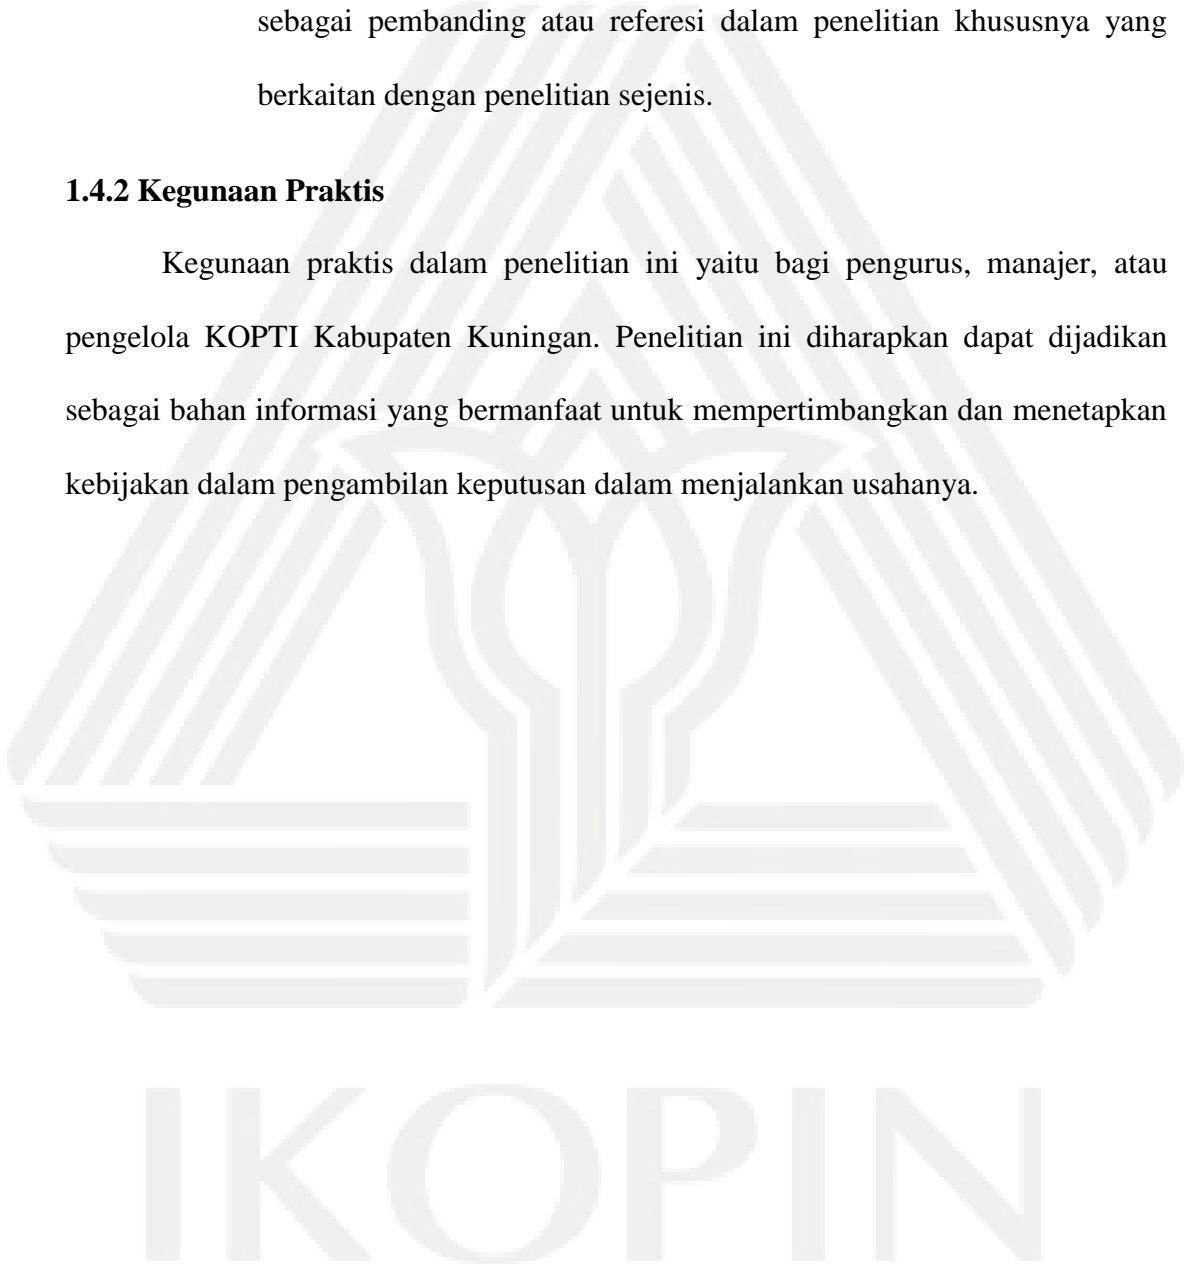 sebagai pembanding atau referesi dalam penelitian khususnya yang
berkaitan dengan penelitian sejenis.
1.4.2 Kegunaan Praktis
Kegunaan praktis dalam penelitian ini yaitu bagi pengurus, manajer, atau
pengelola KOPTI Kabupaten Kuningan. Penelitian ini diharapkan dapat dijadikan
sebagai bahan informasi yang bermanfaat untuk mempertimbangkan dan menetapkan
kebijakan dalam pengambilan keputusan dalam menjalankan usahanya.
IKOPIN